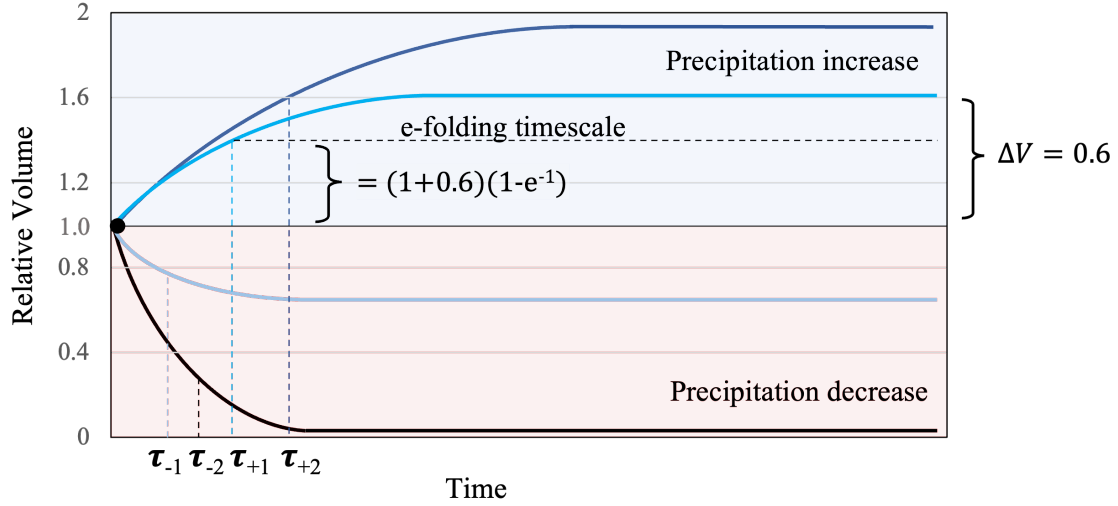 2
Precipitation increase
1.6
e-folding timescale
ΔV = 0.6
1.2
= (1+0.6)(1-e⁻¹)
1.0
0.8
0.4
Precipitation decrease
0
Relative Volume
τ₋₁ τ₋₂ τ₊₁ τ₊₂
Time